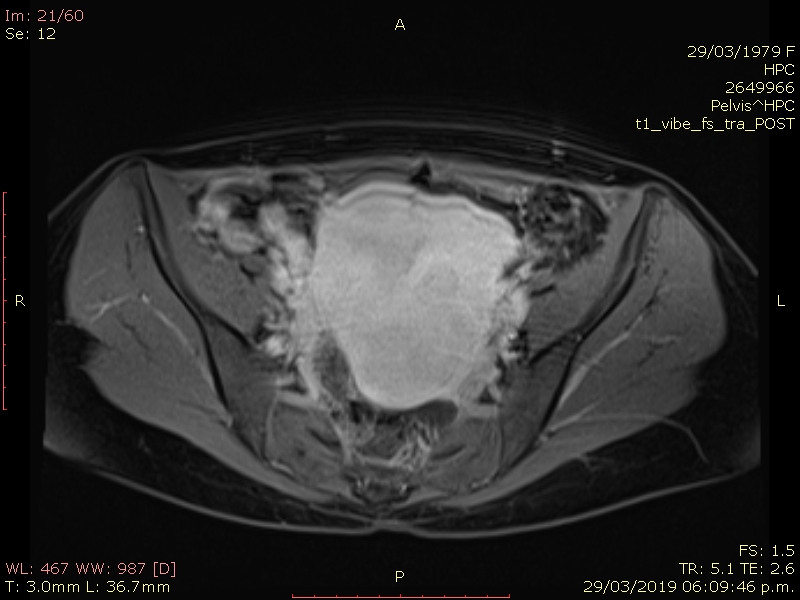 Im: 21/60
Se: 12
A
29/03/1979 F
HPC
2649966
Pelvis^HPC
t1_vibe_fs_tra_POST
R
L
WL: 467 WW: 987 [D]
T: 3.0mm L: 36.7mm
P
FS: 1.5
TR: 5.1 TE: 2.6
29/03/2019 06:09:46 p.m.